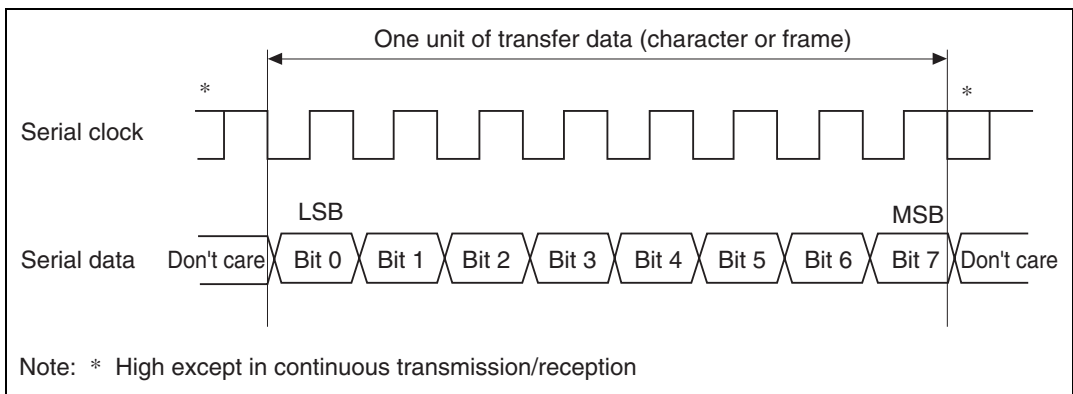 One unit of transfer data (character or frame)
* *
Serial clock
LSB MSB
Serial data Don't care Bit 0 Bit 1 Bit 2 Bit 3 Bit 4 Bit 5 Bit 6 Bit 7 Don't care
Note: * High except in continuous transmission/reception